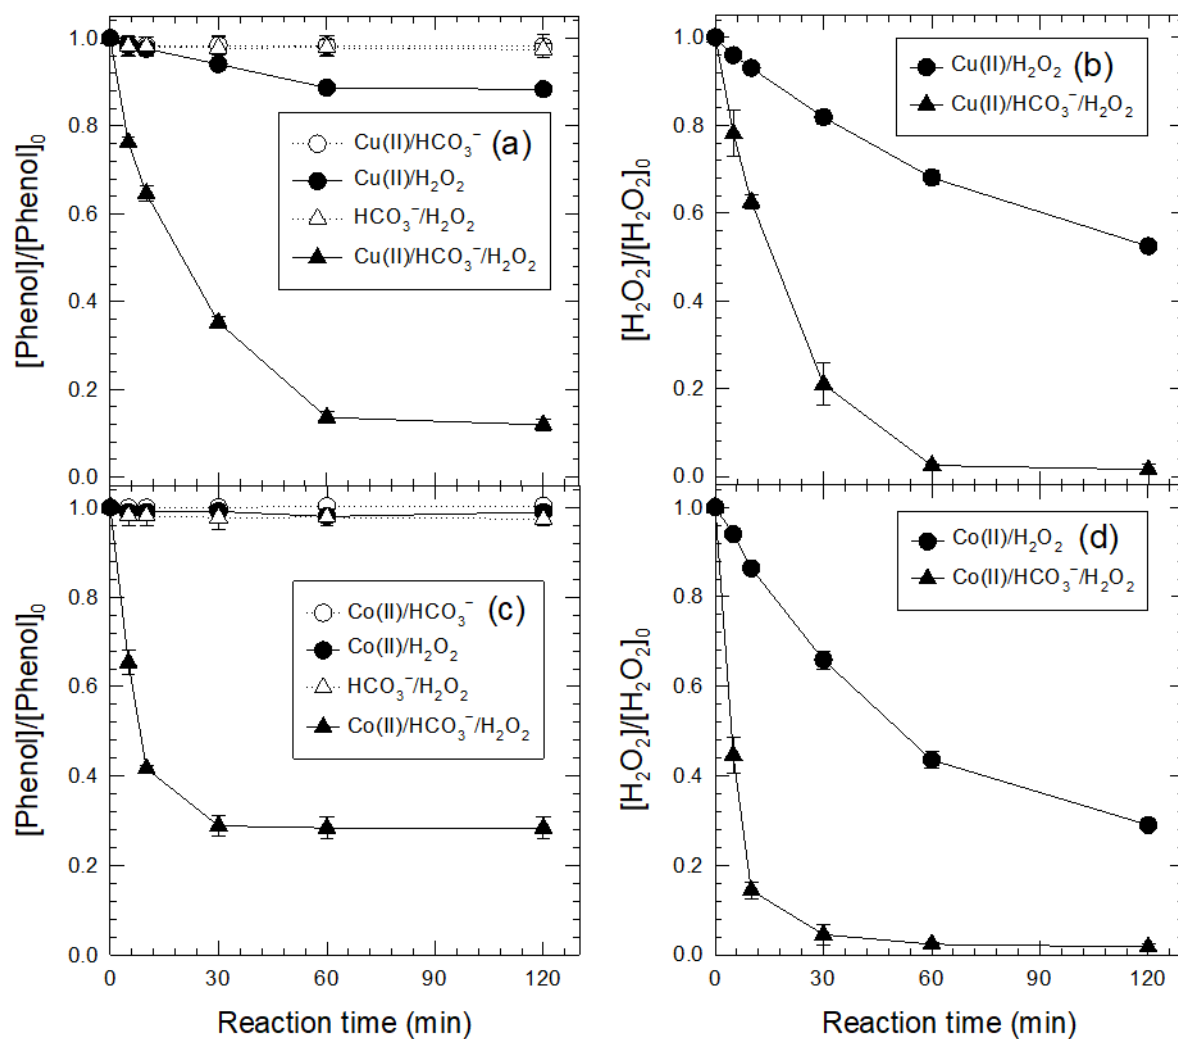 [Phenol]/[Phenol]₀
1.0
0.8
0.6
0.4
0.2
0.0
Cu(II)/HCO₃⁻ (a)
Cu(II)/H₂O₂
HCO₃⁻/H₂O₂
Cu(II)/HCO₃⁻/H₂O₂
[H₂O₂]/[H₂O₂]₀
1.0
0.8
0.6
0.4
0.2
0.0
Cu(II)/H₂O₂ (b)
Cu(II)/HCO₃⁻/H₂O₂
[Phenol]/[Phenol]₀
1.0
0.8
0.6
0.4
0.2
0.0
Co(II)/HCO₃⁻ (c)
Co(II)/H₂O₂
HCO₃⁻/H₂O₂
Co(II)/HCO₃⁻/H₂O₂
0 30 60 90 120
Reaction time (min)
[H₂O₂]/[H₂O₂]₀
1.0
0.8
0.6
0.4
0.2
0.0
Co(II)/H₂O₂ (d)
Co(II)/HCO₃⁻/H₂O₂
0 30 60 90 120
Reaction time (min)